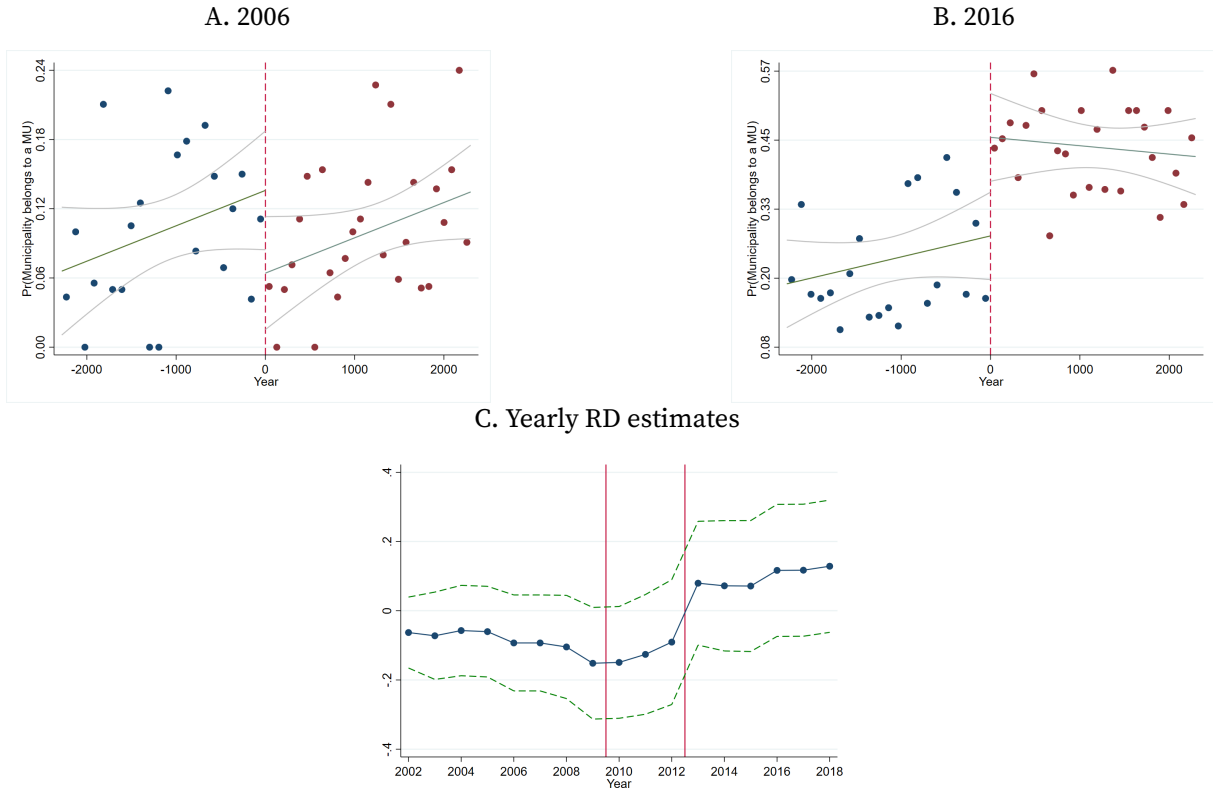 A. 2006
Pr(Municipality belongs to a MU)
0.24
0.18
0.12
0.06
0.00
-2000 -1000 0 1000 2000
Year
B. 2016
Pr(Municipality belongs to a MU)
0.57
0.45
0.33
0.20
0.08
-2000 -1000 0 1000 2000
Year
C. Yearly RD estimates
.4
.2
0
-.2
-.4
2002 2004 2006 2008 2010 2012 2014 2016 2018
Year